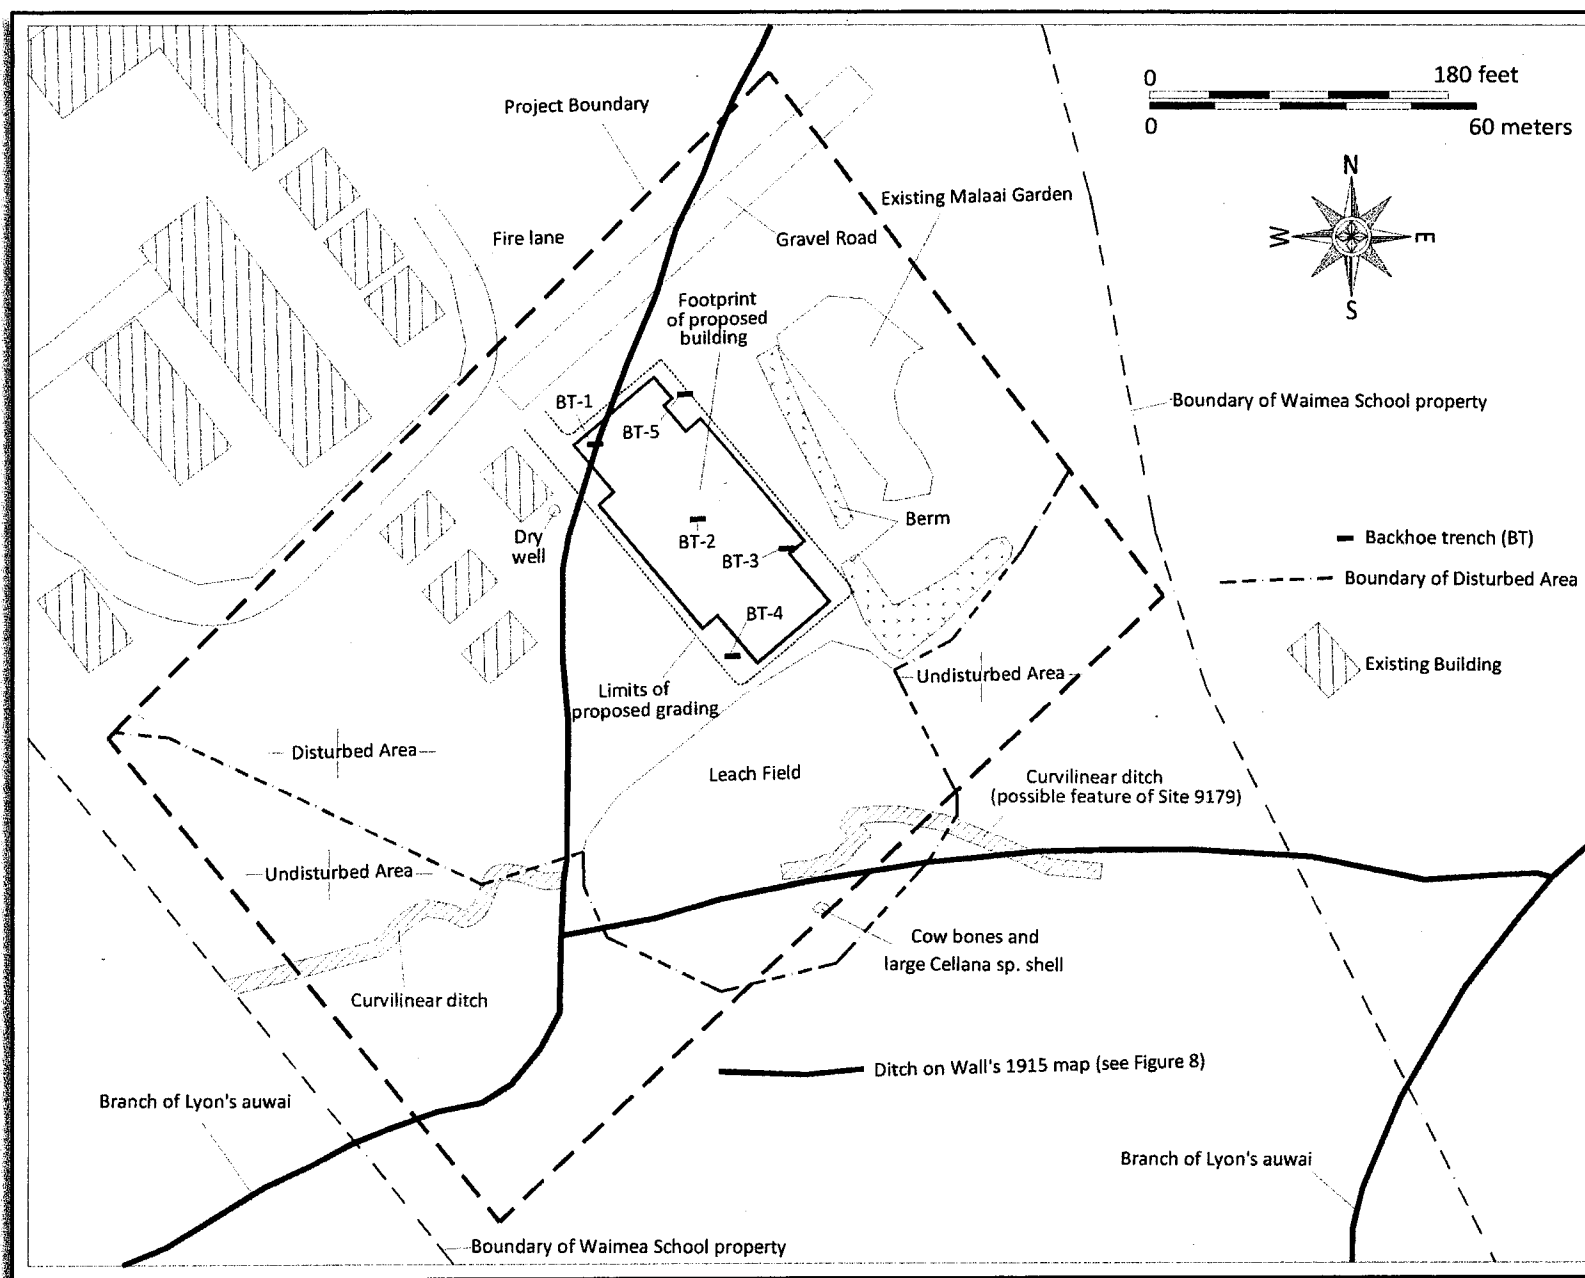 0
180 feet
0
60 meters
Project Boundary
N
W
E
S
Existing Malaai Garden
Fire lane
Gravel Road
Footprint
of proposed
building
BT-1
BT-5
Boundary of Waimea School property
Dry
well
BT-2
BT-3
Berm
Backhoe trench (BT)
Boundary of Disturbed Area
BT-4
Existing Building
Undisturbed Area
Limits of
proposed grading
Disturbed Area
Leach Field
Curvilinear ditch
(possible feature of Site 9179)
Undisturbed Area
Cow bones and
large Cellana sp. shell
Curvilinear ditch
Ditch on Wall's 1915 map (see Figure 8)
Branch of Lyon's auwai
Branch of Lyon's auwai
Boundary of Waimea School property